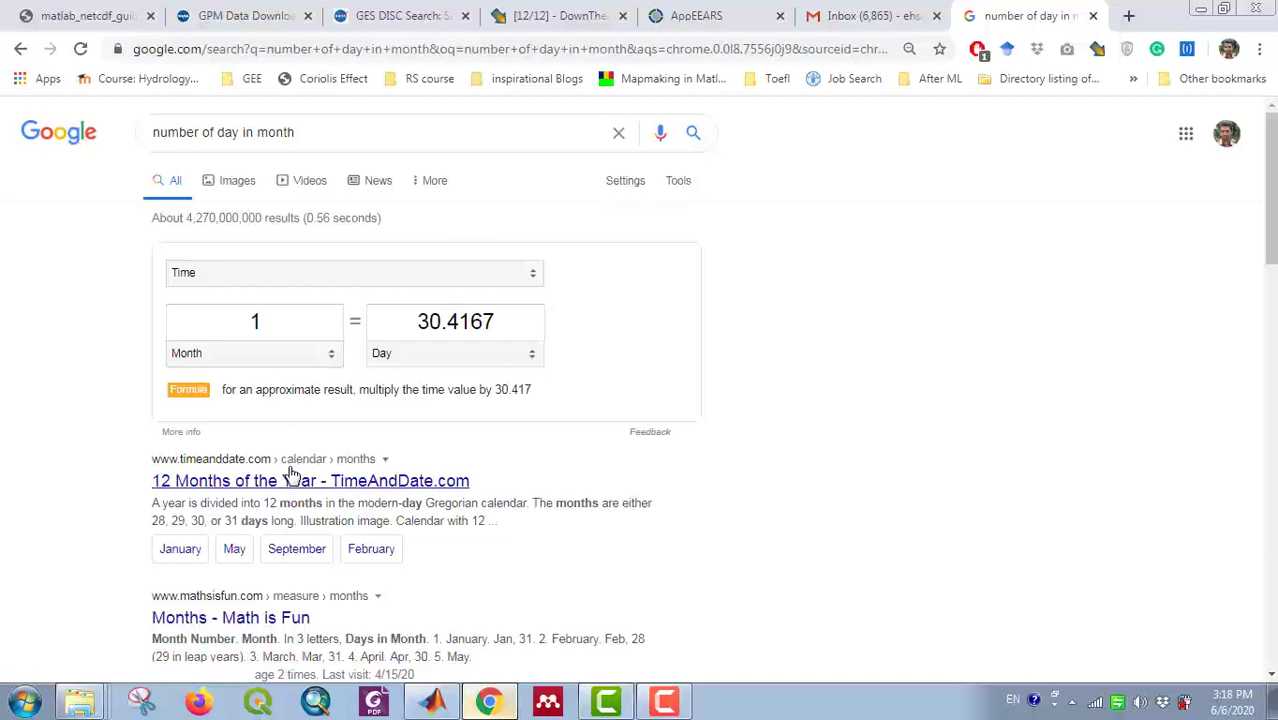 matlab_netcdf_guid
GPM Data Downloa
GES DISC Search: S
[12/12] - DownThe
AppEEARS
Inbox (6,865) - ehs
number of day in m
google.com/search?q=number+of+day+in+month&oq=number+of+day+in+month&aqs=chrome.0.0l8.7556j0j9&sourceid=chr...
1
Apps
Course: Hydrology...
GEE
Coriolis Effect
RS course
inspirational Blogs
Mapmaking in Matl...
Toefl
Job Search
After ML
Directory listing of...
»
Other bookmarks
Google
number of day in month
All
Images
Videos
News
More
Settings
Tools
About 4,270,000,000 results (0.56 seconds)
Time
1 = 30.4167
Month
Day
Formula for an approximate result, multiply the time value by 30.417
More info
Feedback
www.timeanddate.com › calendar › months
12 Months of the Year - TimeAndDate.com
A year is divided into 12 months in the modern-day Gregorian calendar. The months are either
28, 29, 30, or 31 days long. Illustration image. Calendar with 12 ...
January
May
September
February
www.mathsisfun.com › measure › months
Months - Math is Fun
Month Number. Month. In 3 letters, Days in Month. 1. January. Jan, 31. 2. February. Feb, 28
(29 in leap years). 3. March. Mar, 31. 4. April. Apr, 30. 5. May.
age 2 times. Last visit: 4/15/20
PDF
EN
3:18 PM
6/6/2020